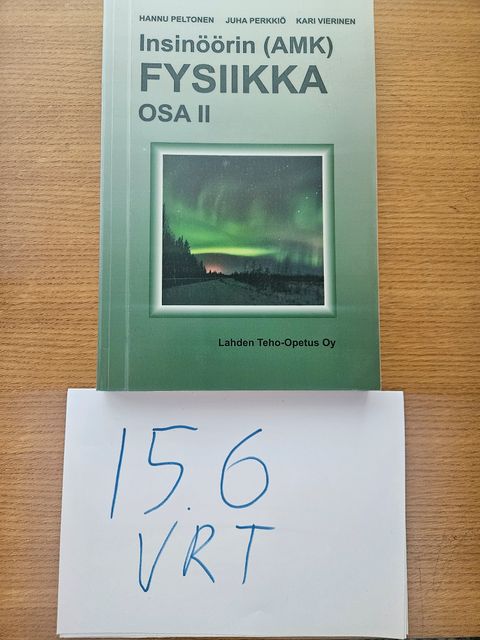 HANNU PELTONEN JUHA PERKKIÖ KARI VIERINEN
Insinöörin (AMK)
FYSIIKKA
OSA II
Lahden Teho-Opetus Oy
15.6
VRT